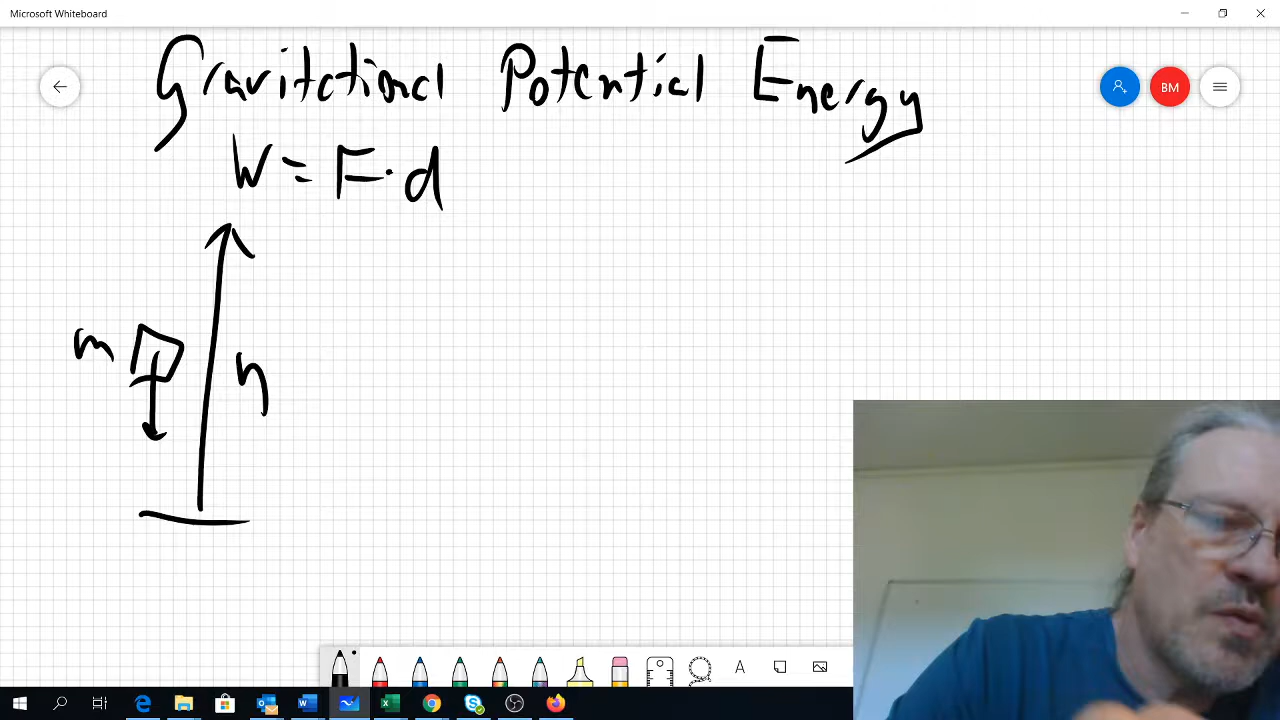 Microsoft Whiteboard
Gravitational Potential Energy
BM
W = F · d
m
h
A